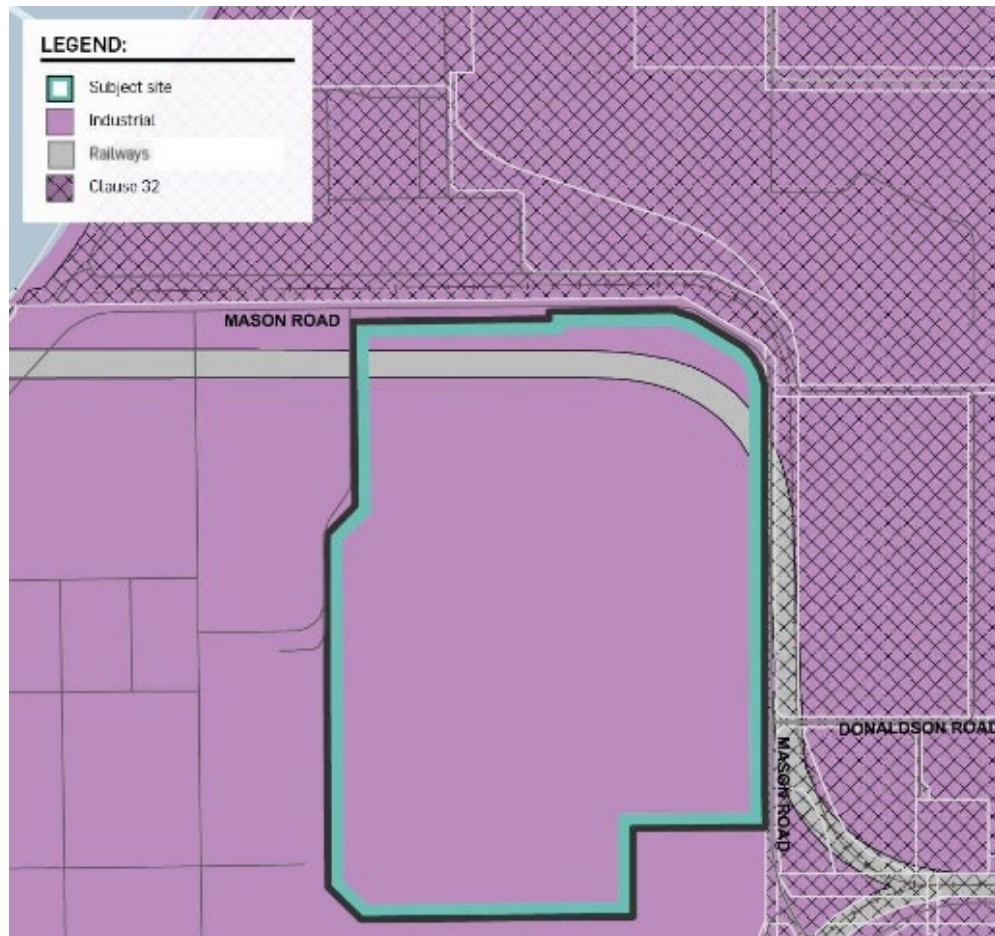 LEGEND:
Subject site
Industrial
Railways
Clause 32
MASON ROAD
DONALDSON ROAD
MASON ROAD